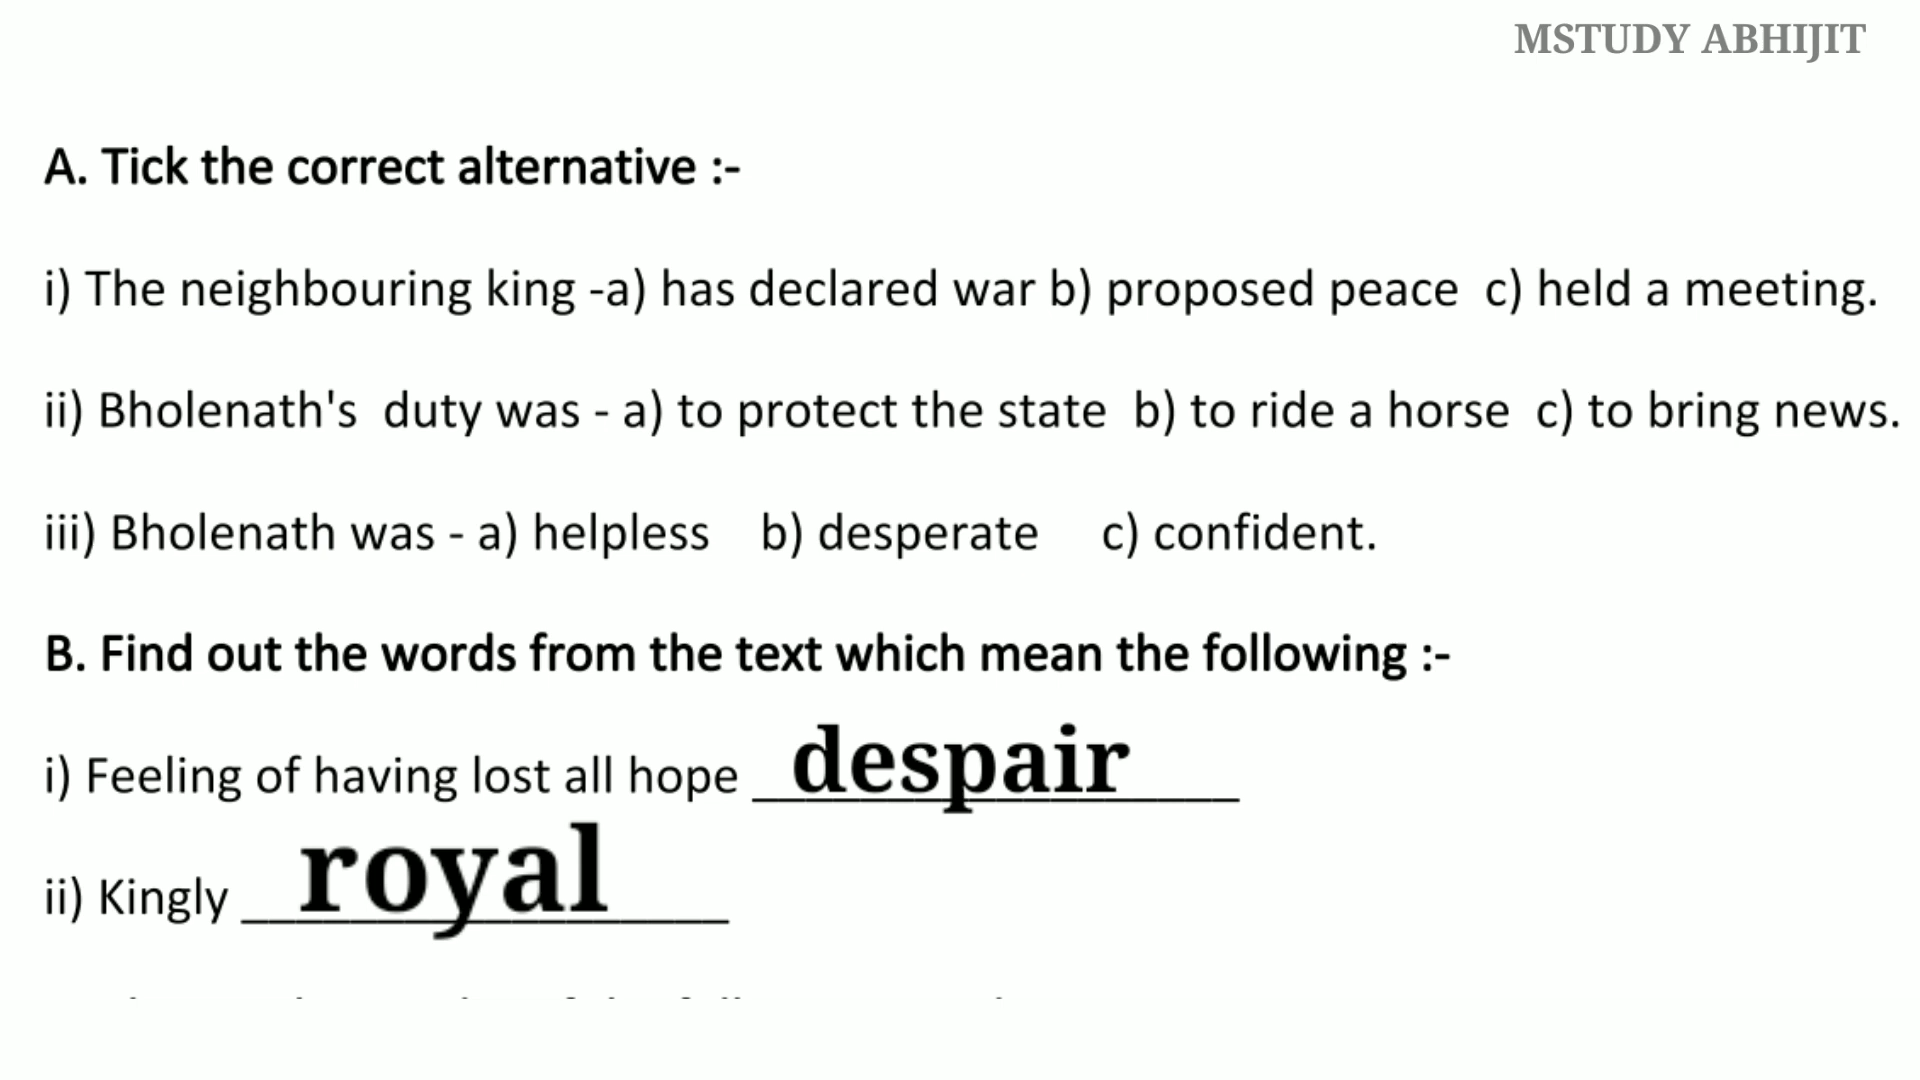 MSTUDY ABHIJIT
A. Tick the correct alternative :-
i) The neighbouring king -a) has declared war b) proposed peace  c) held a meeting.
ii) Bholenath's  duty was - a) to protect the state  b) to ride a horse  c) to bring news.
iii) Bholenath was - a) helpless    b) desperate     c) confident.
B. Find out the words from the text which mean the following :-
i) Feeling of having lost all hope __________________ despair
ii) Kingly __________________ royal